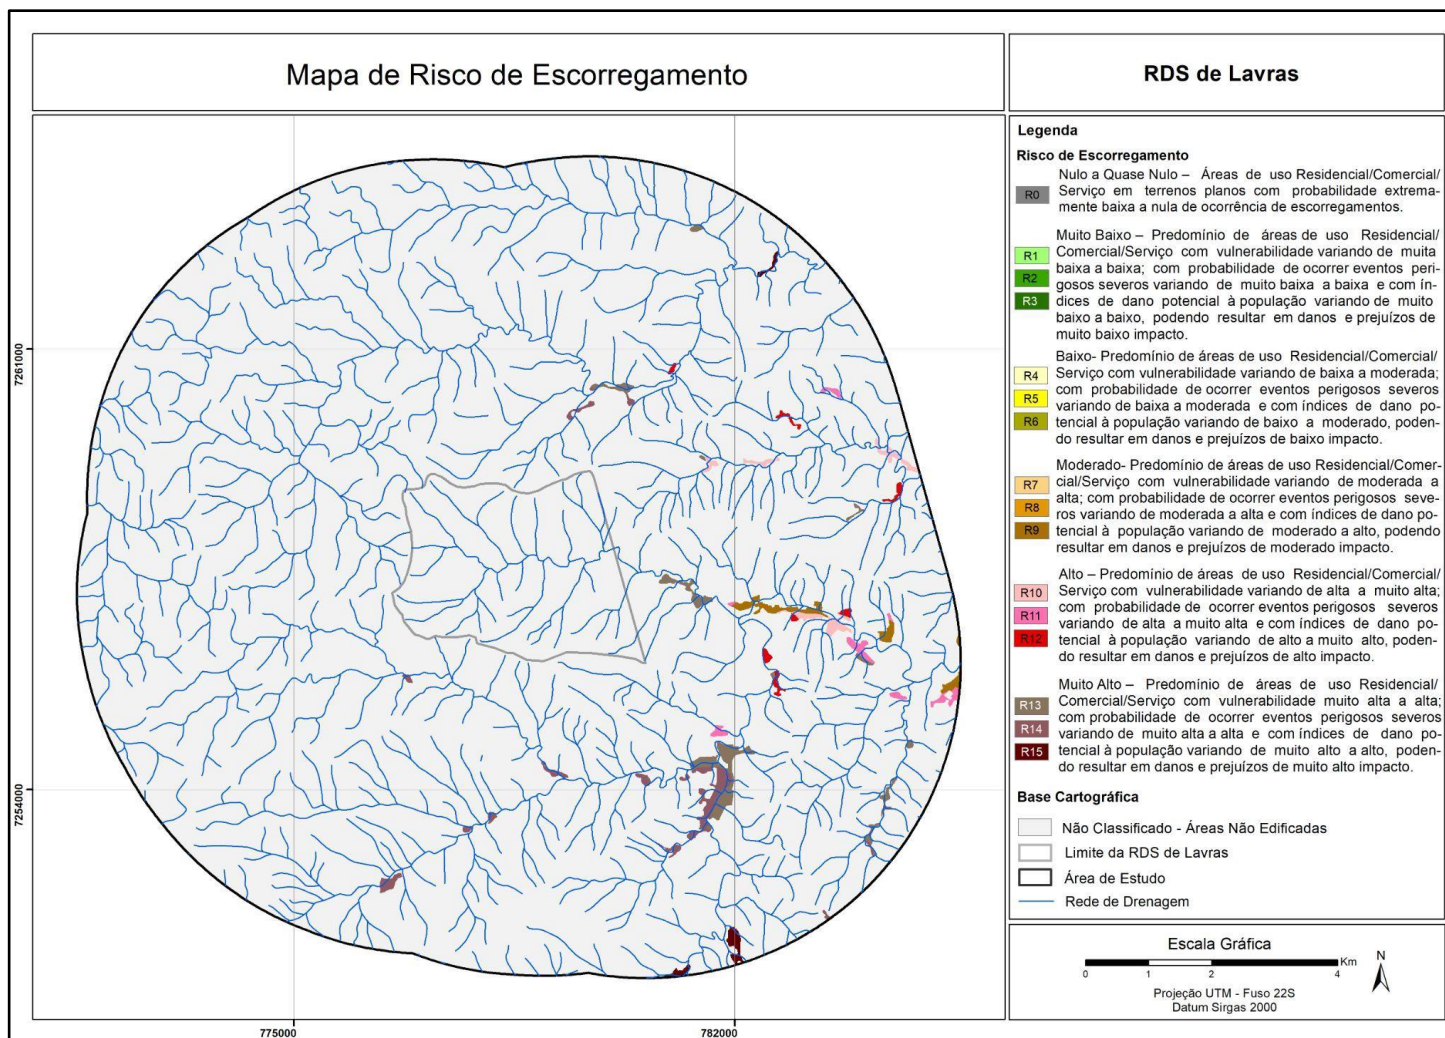 Mapa de Risco de Escorregamento
RDS de Lavras
7261000
7254000
775000
782000
Legenda
Risco de Escorregamento
R0
Nulo a Quase Nulo – Áreas de uso Residencial/Comercial/
Serviço em terrenos planos com probabilidade extrema-
mente baixa a nula de ocorrência de escorregamentos.
R1
R2
R3
Muito Baixo – Predomínio de áreas de uso Residencial/
Comercial/Serviço com vulnerabilidade variando de muita
baixa a baixa; com probabilidade de ocorrer eventos peri-
gosos severos variando de muito baixa a baixa e com ín-
dices de dano potencial à população variando de muito
baixo a baixo, podendo resultar em danos e prejuízos de
muito baixo impacto.
R4
R5
R6
Baixo- Predomínio de áreas de uso Residencial/Comercial/
Serviço com vulnerabilidade variando de baixa a moderada;
com probabilidade de ocorrer eventos perigosos severos
variando de baixa a moderada e com índices de dano po-
tencial à população variando de baixo a moderado, poden-
do resultar em danos e prejuízos de baixo impacto.
R7
R8
R9
Moderado- Predomínio de áreas de uso Residencial/Comer-
cial/Serviço com vulnerabilidade variando de moderada a
alta; com probabilidade de ocorrer eventos perigosos seve-
ros variando de moderada a alta e com índices de dano po-
tencial à população variando de moderado a alto, podendo
resultar em danos e prejuízos de moderado impacto.
R10
R11
R12
Alto – Predomínio de áreas de uso Residencial/Comercial/
Serviço com vulnerabilidade variando de alta a muito alta;
com probabilidade de ocorrer eventos perigosos severos
variando de alta a muito alta e com índices de dano po-
tencial à população variando de alto a muito alto, poden-
do resultar em danos e prejuízos de alto impacto.
R13
R14
R15
Muito Alto – Predomínio de áreas de uso Residencial/
Comercial/Serviço com vulnerabilidade muito alta a alta;
com probabilidade de ocorrer eventos perigosos severos
variando de muito alta a alta e com índices de dano po-
tencial à população variando de muito alto a alto, poden-
do resultar em danos e prejuízos de muito alto impacto.
Base Cartográfica
Não Classificado - Áreas Não Edificadas
Limite da RDS de Lavras
Área de Estudo
Rede de Drenagem
Escala Gráfica
Km
0 1 2 4
N
Projeção UTM - Fuso 22S
Datum Sirgas 2000